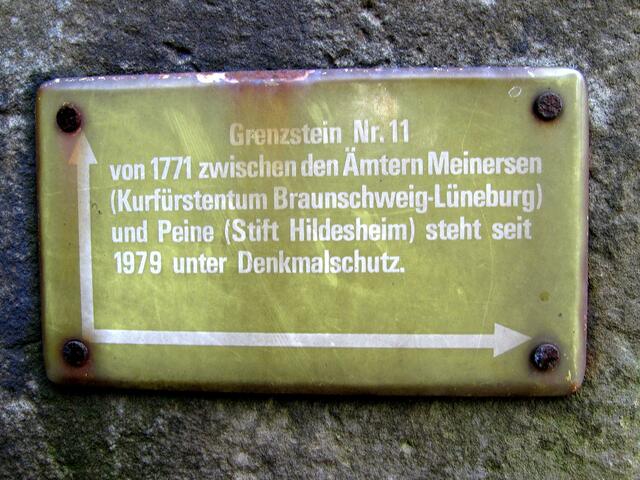 Grenzstein Nr. 11
von 1771 zwischen den Ämtern Meinersen
(Kurfürstentum Braunschweig-Lüneburg)
und Peine (Stift Hildesheim) steht seit
1979 unter Denkmalschutz.